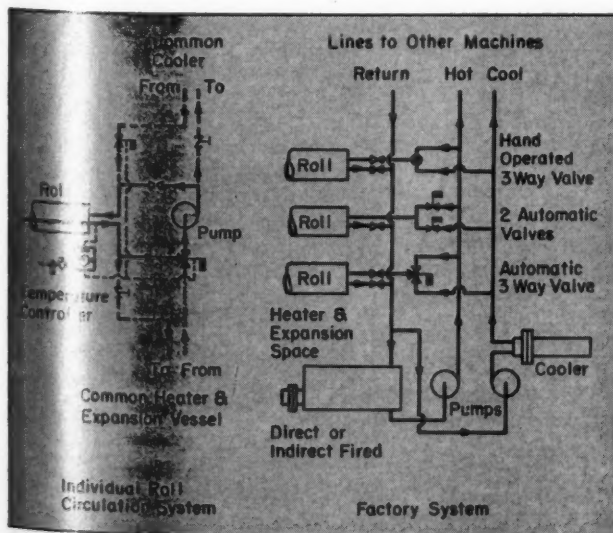 Common
Cooler
From To
Roll
Pump
Temperature
Controller
To From
Common Heater &
Expansion Vessel
Individual Roll
Circulation System
Lines to Other Machines
Return Hot Cool
Hand
Operated
3 Way Valve
Roll
2 Automatic
Valves
Roll
Automatic
3 Way Valve
Roll
Heater &
Expansion
Space
Cooler
Pumps
Direct or
Indirect Fired
Factory System